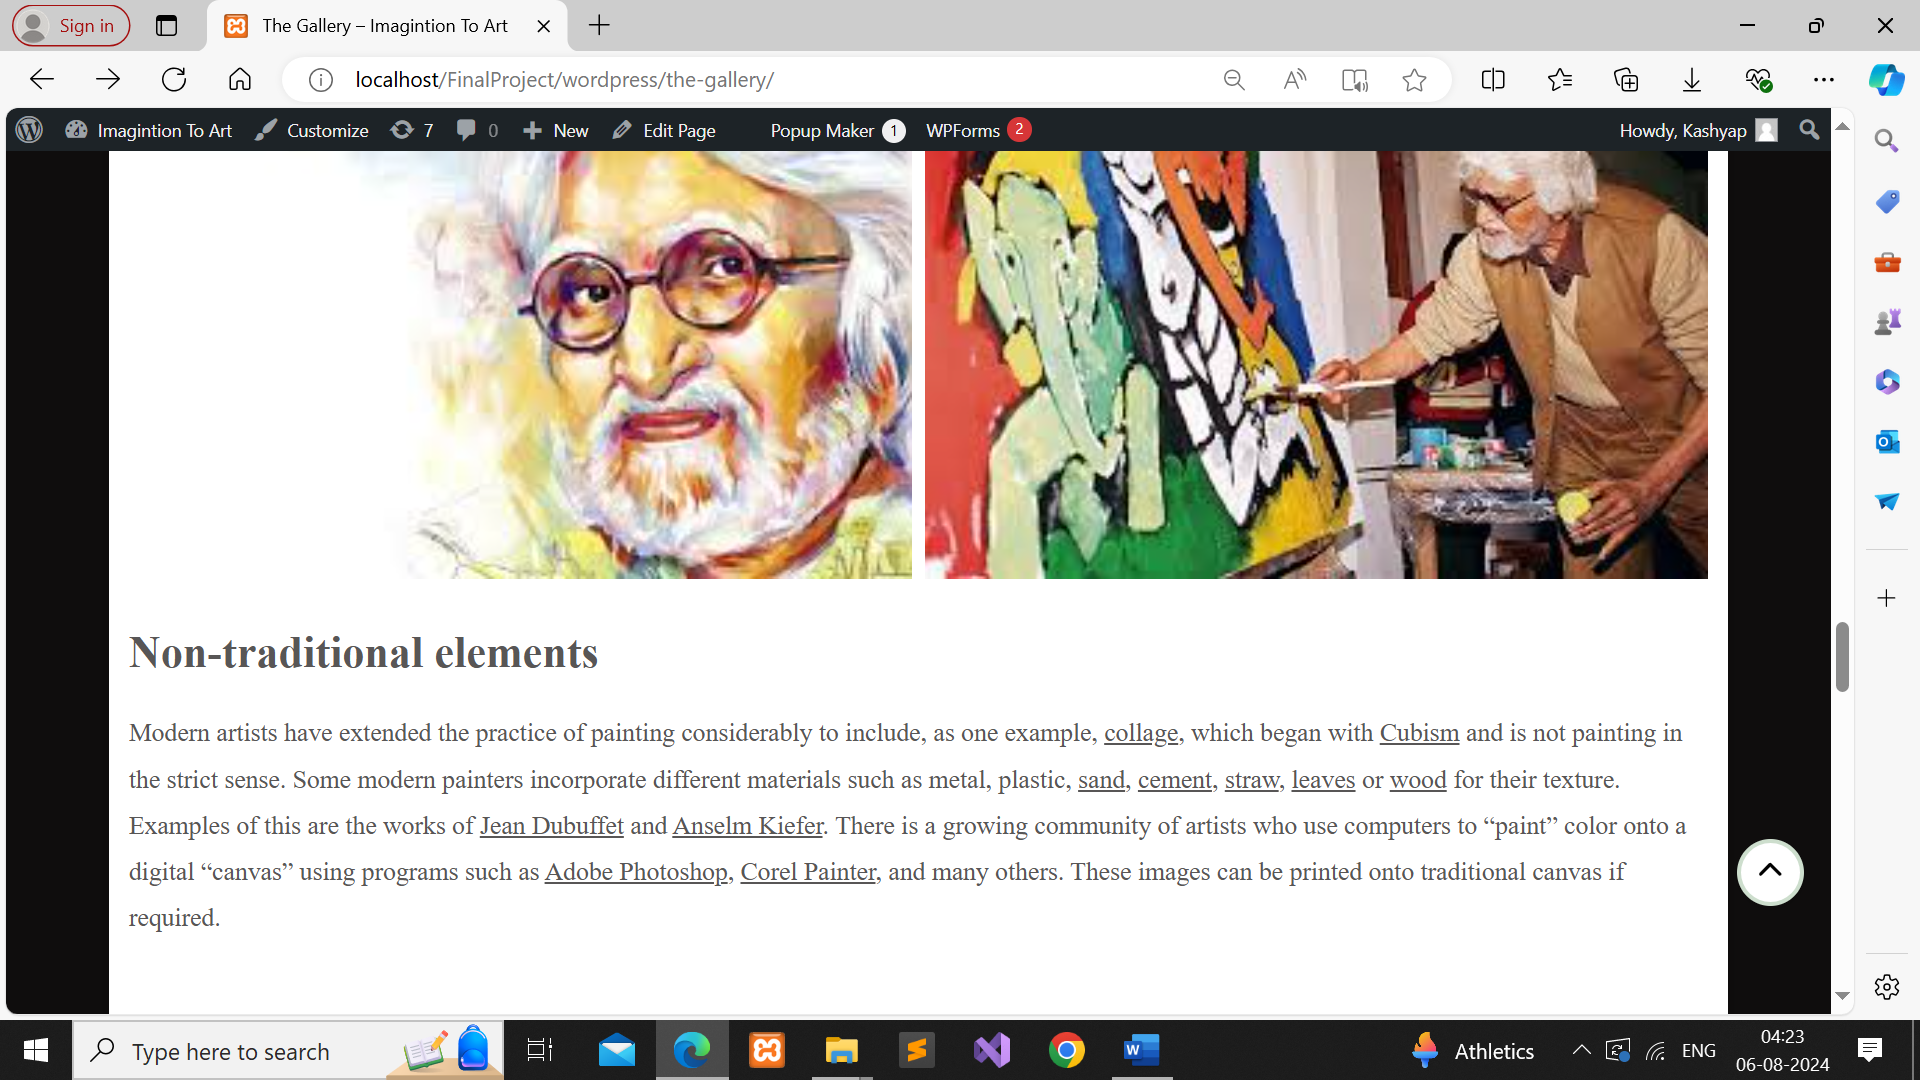 Sign in
The Gallery – Imagintion To Art
localhost/FinalProject/wordpress/the-gallery/
Imagintion To Art Customize 7 0 New Edit Page Popup Maker 1 WPForms 2 Howdy, Kashyap
Non-traditional elements
Modern artists have extended the practice of painting considerably to include, as one example, collage, which began with Cubism and is not painting in
the strict sense. Some modern painters incorporate different materials such as metal, plastic, sand, cement, straw, leaves or wood for their texture.
Examples of this are the works of Jean Dubuffet and Anselm Kiefer. There is a growing community of artists who use computers to “paint” color onto a
digital “canvas” using programs such as Adobe Photoshop, Corel Painter, and many others. These images can be printed onto traditional canvas if
required.
Type here to search
Athletics
ENG
04:23
06-08-2024